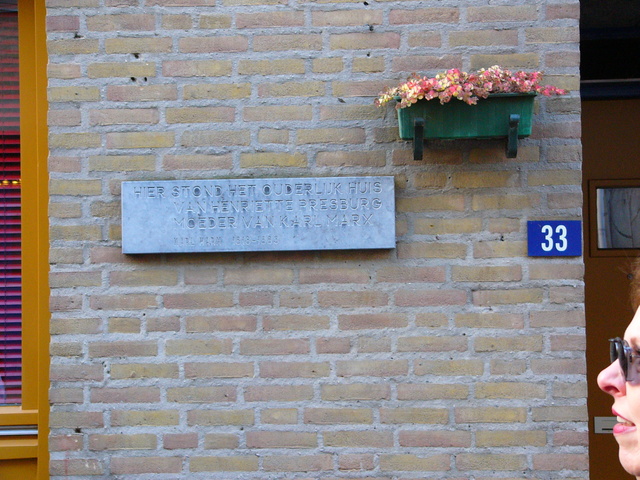 HIER STOND HET OUDERLIJK HUIS
VAN HENRIETTE PRESBURG
MOEDER VAN KARL MARX
33